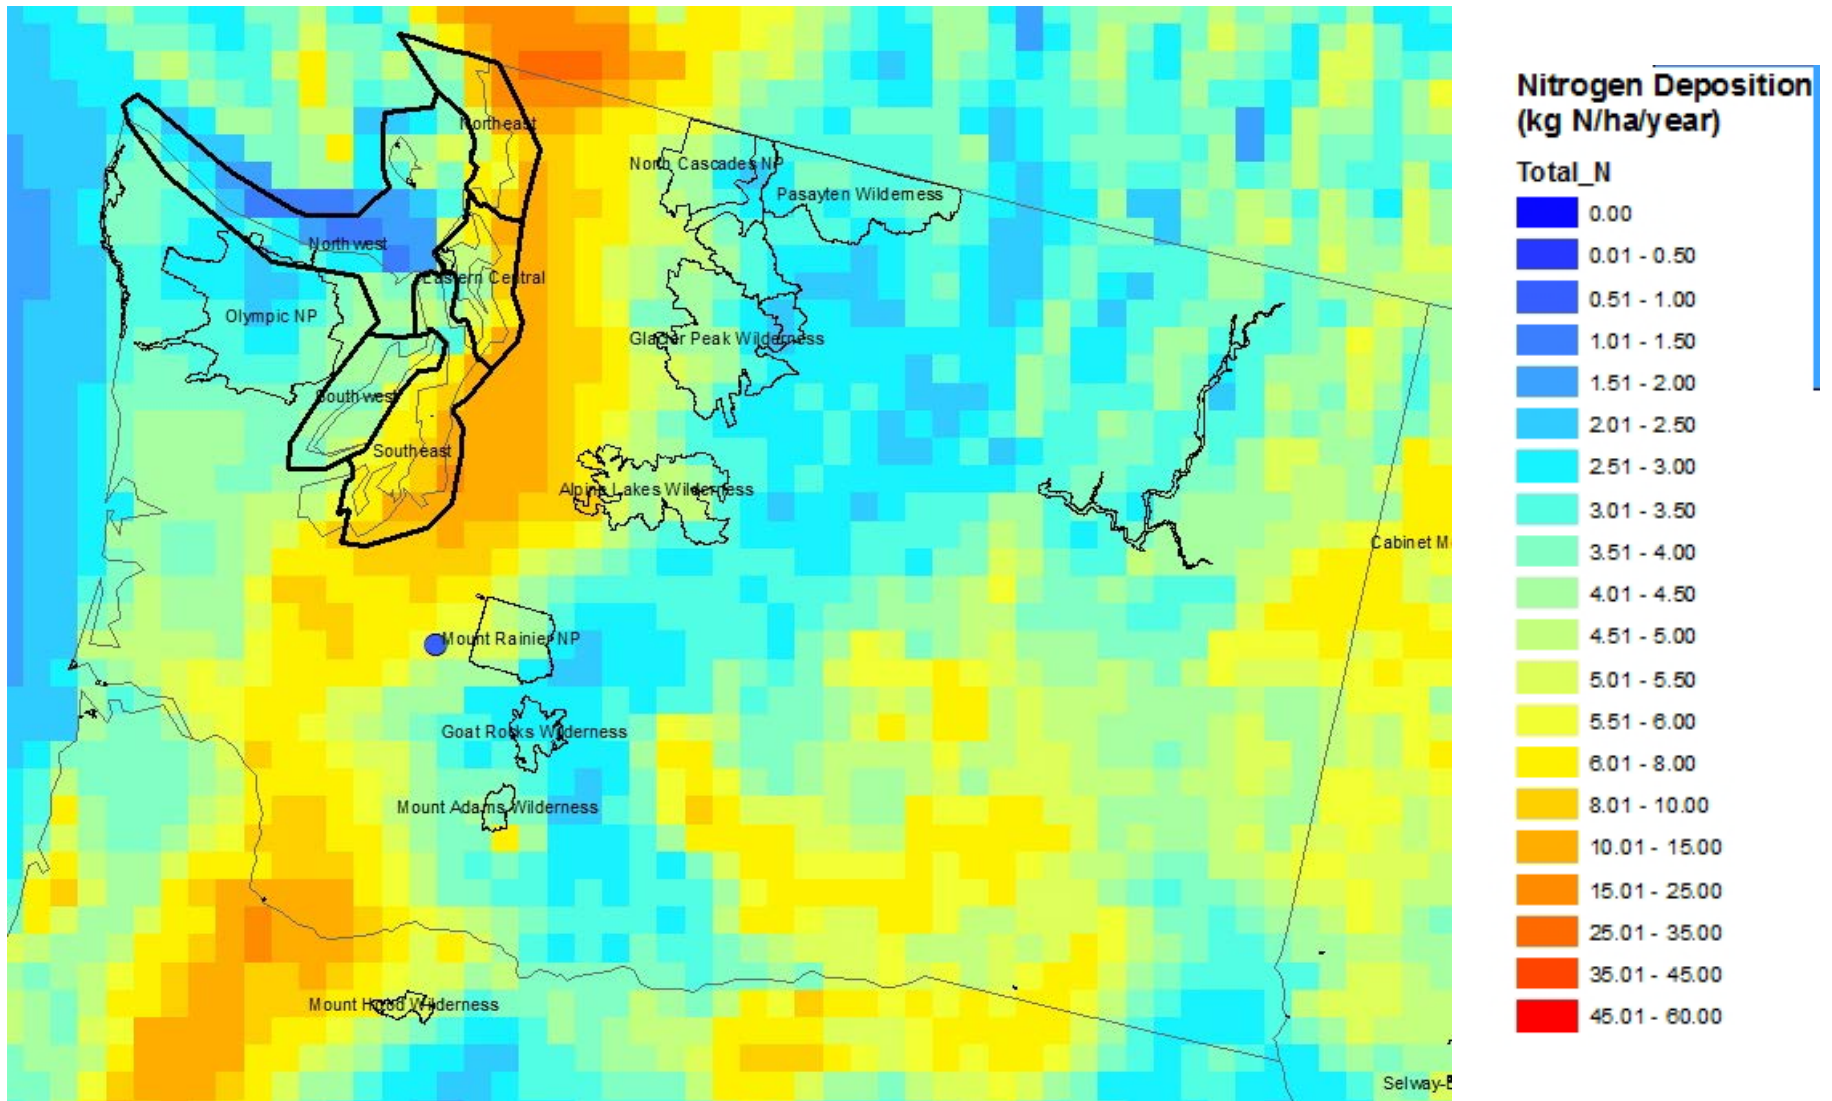 Nitrogen Deposition
(kg N/ha/year)
Total_N
0.00
0.01 - 0.50
0.51 - 1.00
1.01 - 1.50
1.51 - 2.00
2.01 - 2.50
2.51 - 3.00
3.01 - 3.50
3.51 - 4.00
4.01 - 4.50
4.51 - 5.00
5.01 - 5.50
5.51 - 6.00
6.01 - 8.00
8.01 - 10.00
10.01 - 15.00
15.01 - 25.00
25.01 - 35.00
35.01 - 45.00
45.01 - 60.00
Northeast
North Cascades NP
Pasayten Wilderness
Northwest
Eastern Central
Olympic NP
Glacier Peak Wilderness
Southwest
Southeast
Alpine Lakes Wilderness
Cabinet M
Mount Rainier NP
Goat Rocks Wilderness
Mount Adams Wilderness
Mount Hood Wilderness
Selway-